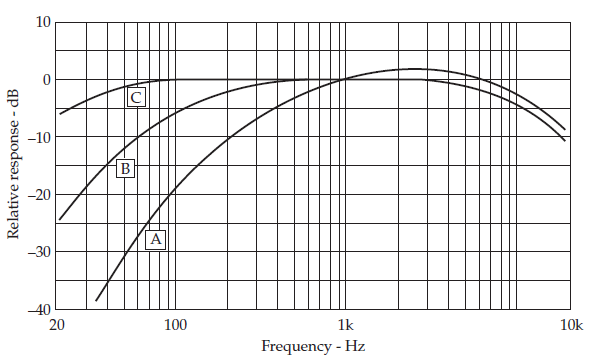 10
0
–10
–20
–30
–40
Relative response - dB
C
B
A
20 100 1k 10k
Frequency - Hz